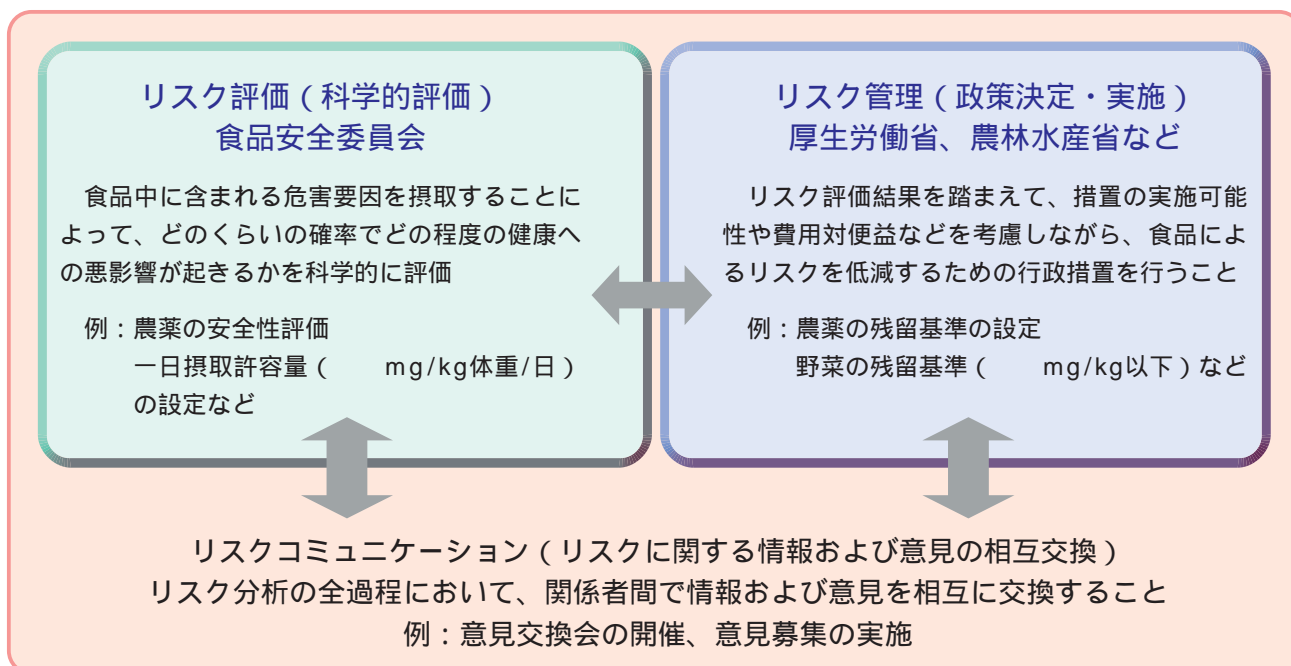 リスク評価(科学的評価)
食品安全委員会
食品中に含まれる危害要因を摂取することに
よって、どのくらいの確率でどの程度の健康へ
の悪影響が起きるかを科学的に評価
例:農薬の安全性評価
一日摂取許容量(　　mg/kg体重/日)
の設定など
リスク管理(政策決定・実施)
厚生労働省、農林水産省など
リスク評価結果を踏まえて、措置の実施可能
性や費用対便益などを考慮しながら、食品によ
るリスクを低減するための行政措置を行うこと
例:農薬の残留基準の設定
野菜の残留基準(　　mg/kg以下)など
リスクコミュニケーション(リスクに関する情報および意見の相互交換)
リスク分析の全過程において、関係者間で情報および意見を相互に交換すること
例:意見交換会の開催、意見募集の実施